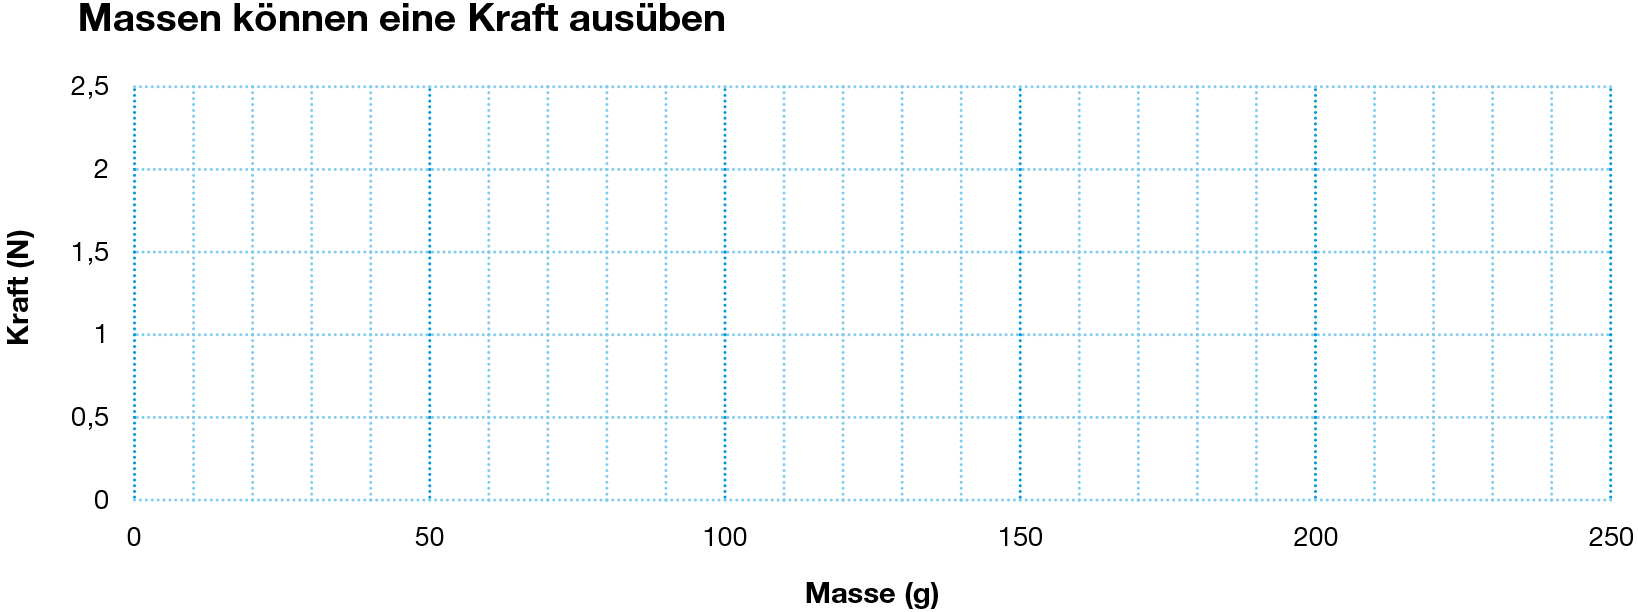 Massen können eine Kraft ausüben
2,5
2
1,5
1
0,5
0
Kraft (N)
0 50 100 150 200 250
Masse (g)